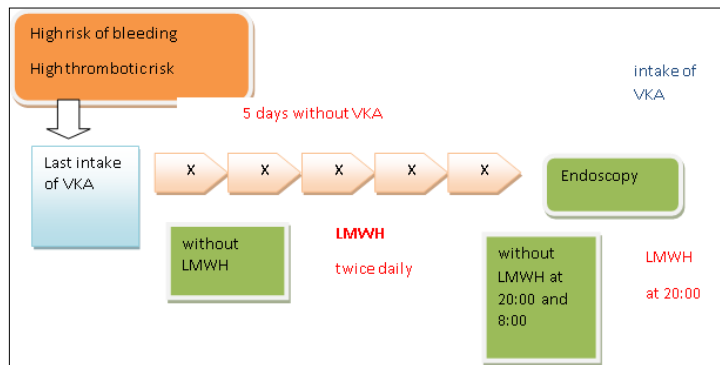 High risk of bleeding
High thrombotic risk
intake of
VKA
5 days without VKA
Last intake
of VKA
X X X X X
Endoscopy
without
LMWH
LMWH
twice daily
without
LMWH at
20:00 and
8:00
LMWH
at 20:00